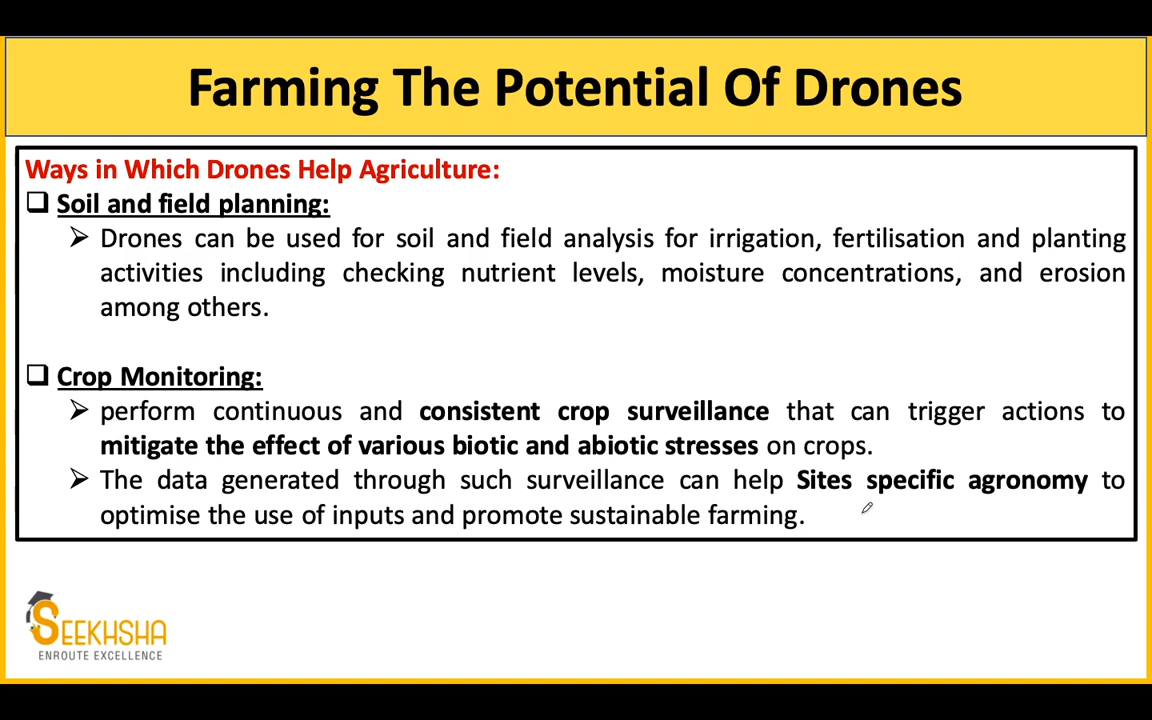 Farming The Potential Of Drones
Ways in Which Drones Help Agriculture:
Soil and field planning:
Drones can be used for soil and field analysis for irrigation, fertilisation and planting
activities including checking nutrient levels, moisture concentrations, and erosion
among others.
Crop Monitoring:
perform continuous and consistent crop surveillance that can trigger actions to
mitigate the effect of various biotic and abiotic stresses on crops.
The data generated through such surveillance can help Sites specific agronomy to
optimise the use of inputs and promote sustainable farming.
SEEKHSHA
ENROUTE EXCELLENCE